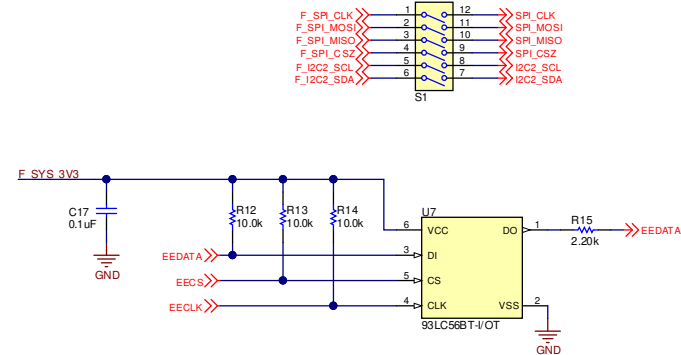 F_SPI_CLK 1 12 SPI_CLK
F_SPI_MOSI 2 11 SPI_MOSI
F_SPI_MISO 3 10 SPI_MISO
F_SPI_CSZ 4 9 SPI_CSZ
F_I2C2_SCL 5 8 I2C2_SCL
F_I2C2_SDA 6 7 I2C2_SDA
S1
F_SYS_3V3
C17
0.1uF
GND
R12
10.0k
R13
10.0k
R14
10.0k
U7
6 VCC DO 1
R15
2.20k
EEDATA
EEDATA 3 DI
EECS 5 CS
EECLK 4 CLK VSS 2
93LC56BT-I/OT
GND